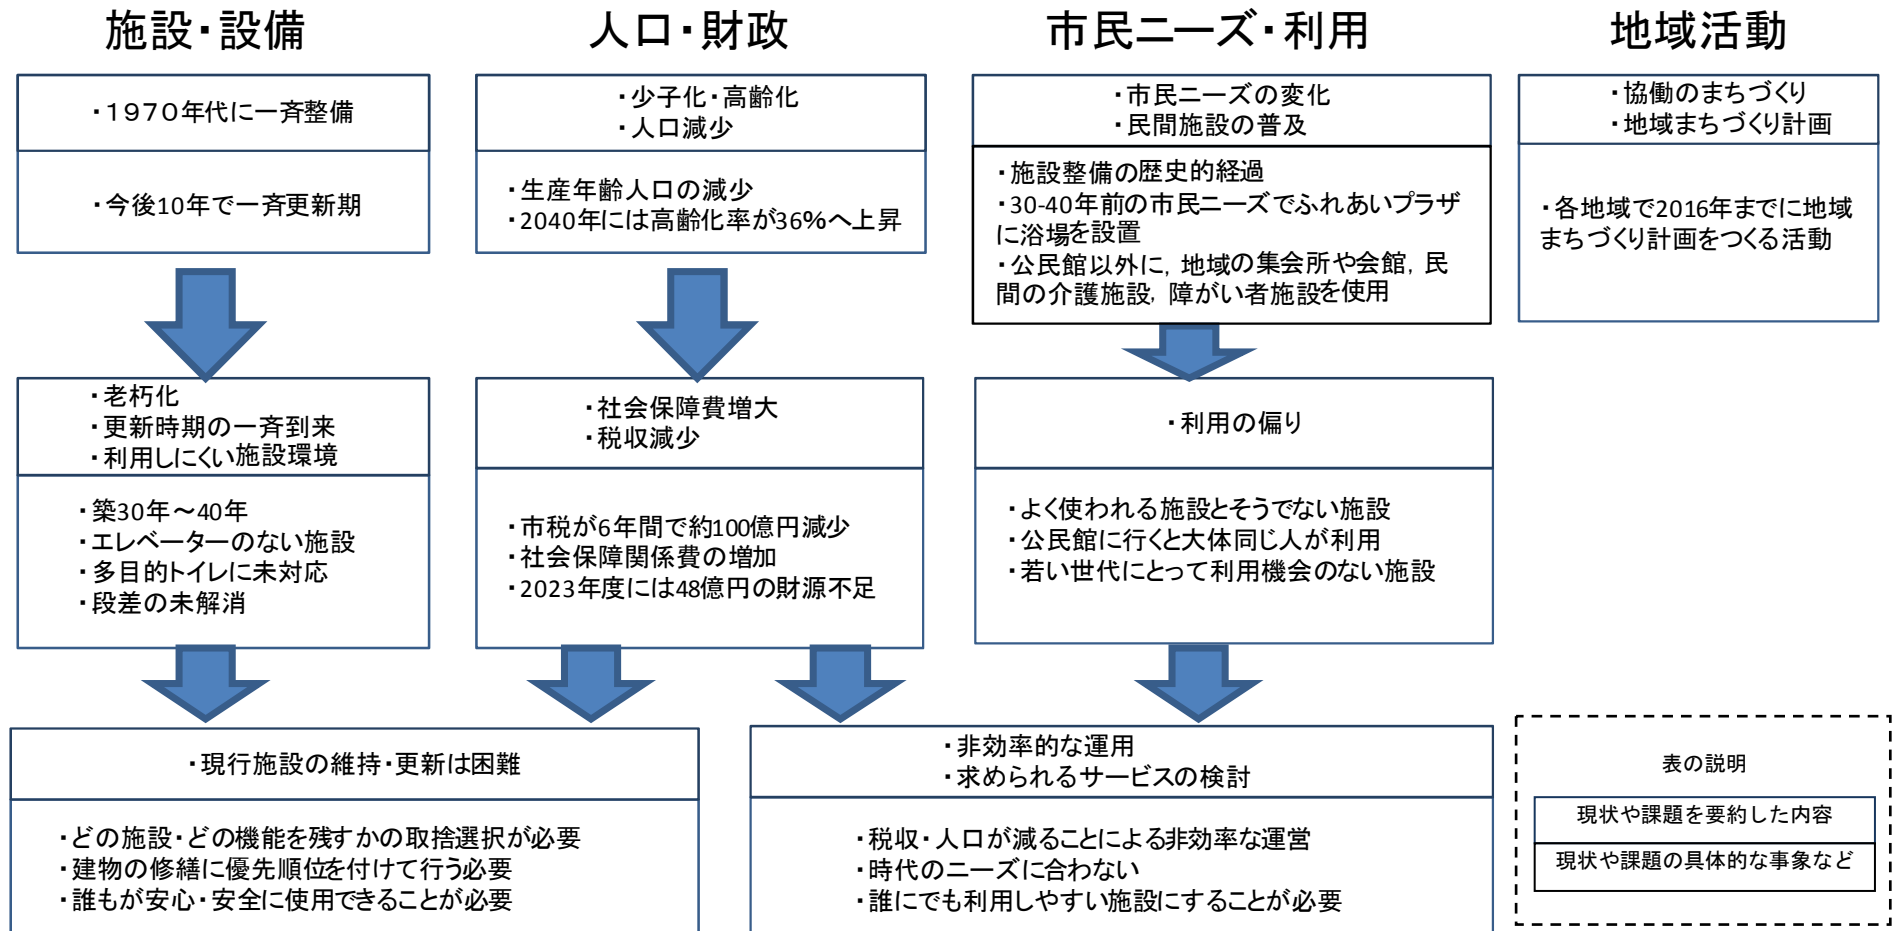 施設・設備
人口・財政
市民ニーズ・利用
地域活動
・1970年代に一斉整備
・今後10年で一斉更新期
・少子化・高齢化
・人口減少
・生産年齢人口の減少
・2040年には高齢化率が36%へ上昇
・市民ニーズの変化
・民間施設の普及
・施設整備の歴史的経過
・30-40年前の市民ニーズでふれあいプラザ
に浴場を設置
・公民館以外に，地域の集会所や会館，民
間の介護施設，障がい者施設を使用
・協働のまちづくり
・地域まちづくり計画
・各地域で2016年までに地域
まちづくり計画をつくる活動
・老朽化
・更新時期の一斉到来
・利用しにくい施設環境
・築30年～40年
・エレベーターのない施設
・多目的トイレに未対応
・段差の未解消
・社会保障費増大
・税収減少
・市税が6年間で約100億円減少
・社会保障関係費の増加
・2023年度には48億円の財源不足
・利用の偏り
・よく使われる施設とそうでない施設
・公民館に行くと大体同じ人が利用
・若い世代にとって利用機会のない施設
・現行施設の維持・更新は困難
・どの施設・どの機能を残すかの取捨選択が必要
・建物の修繕に優先順位を付けて行う必要
・誰もが安心・安全に使用できることが必要
・非効率的な運用
・求められるサービスの検討
・税収・人口が減ることによる非効率な運営
・時代のニーズに合わない
・誰にでも利用しやすい施設にすることが必要
表の説明
現状や課題を要約した内容
現状や課題の具体的な事象など